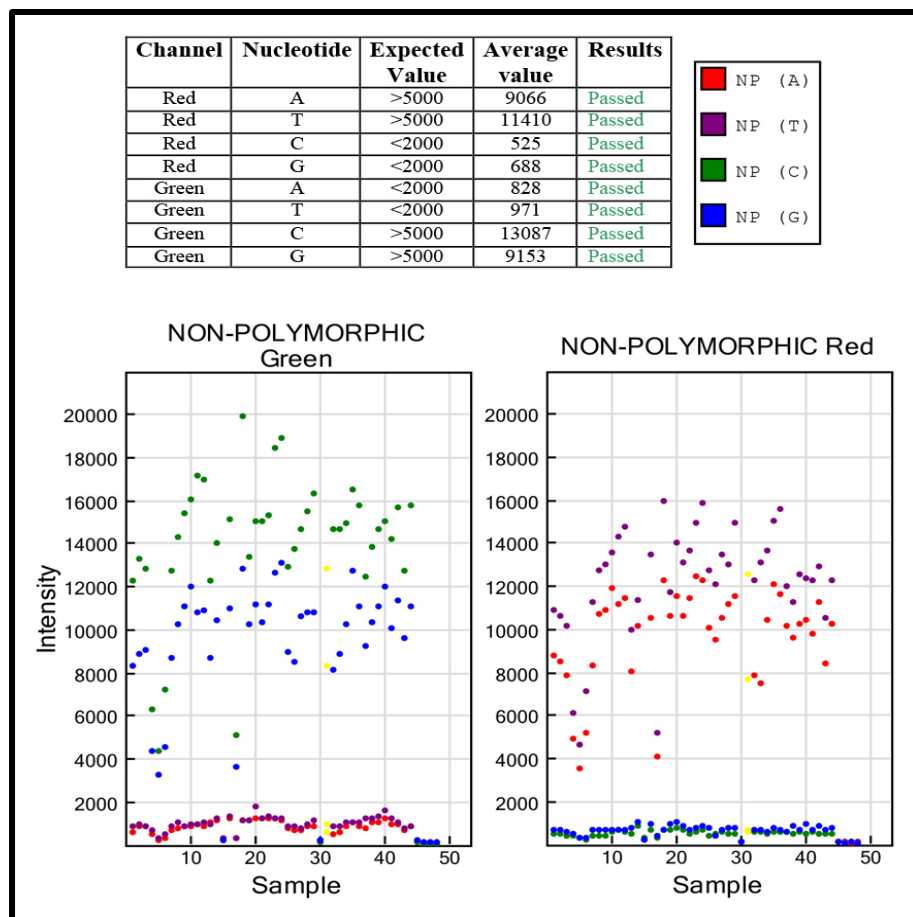 Channel Nucleotide Expected Value Average value Results
Red A >5000 9066 Passed
Red T >5000 11410 Passed
Red C <2000 525 Passed
Red G <2000 688 Passed
Green A <2000 828 Passed
Green T <2000 971 Passed
Green C >5000 13087 Passed
Green G >5000 9153 Passed
NP (A)
NP (T)
NP (C)
NP (G)
NON-POLYMORPHIC
Green
20000
18000
16000
14000
12000
10000
8000
6000
4000
2000
Intensity
10 20 30 40 50
Sample
NON-POLYMORPHIC Red
20000
18000
16000
14000
12000
10000
8000
6000
4000
2000
10 20 30 40 50
Sample